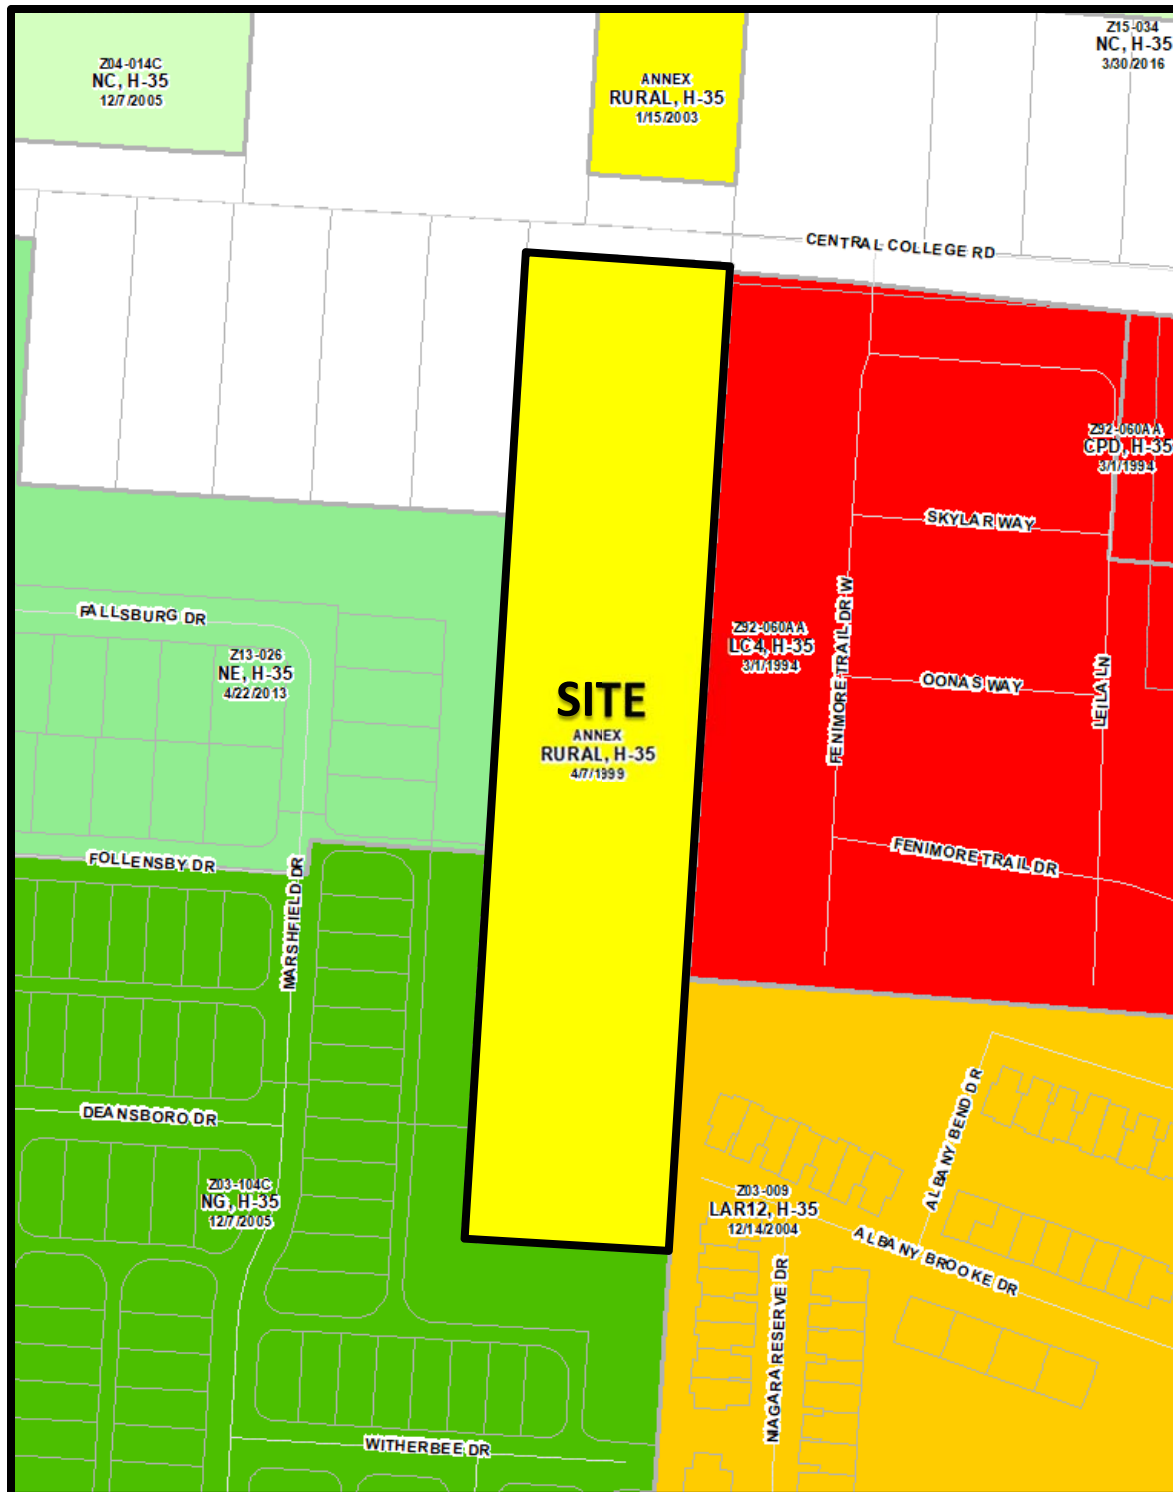 Z04-014C
NC, H-35
12/7/2005
ANNEX
RURAL, H-35
1/15/2003
Z15-034
NC, H-35
3/30/2016
CENTRAL COLLEGE RD
Z92-060AA
CPD, H-35
3/1/1994
SKYLAR WAY
FALLSBURG DR
Z13-026
NE, H-35
4/22/2013
Z92-060AA
LC4, H-35
3/1/1994
FENIMORE TRAIL DR W
OONAS WAY
LEILA LN
SITE
ANNEX
RURAL, H-35
4/7/1999
FOLLENSBY DR
MARSHFIELD DR
FENIMORE TRAIL DR
DEANSBORO DR
Z03-104C
NG, H-35
12/7/2005
ALBANY BEND DR
Z03-009
LAR12, H-35
12/14/2004
ALBANY BROOKE DR
NIAGARA RESERVE DR
WITHERBEE DR